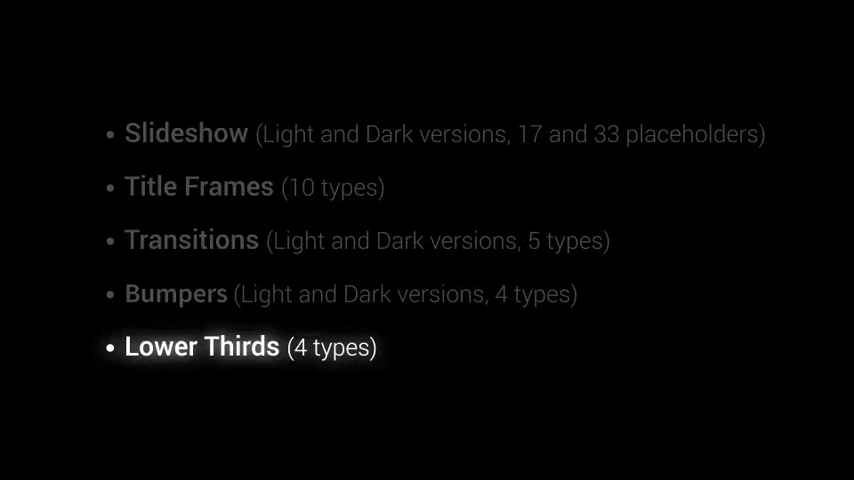 • Slideshow (Light and Dark versions, 17 and 33 placeholders)
• Title Frames (10 types)
• Transitions (Light and Dark versions, 5 types)
• Bumpers (Light and Dark versions, 4 types)
• Lower Thirds (4 types)